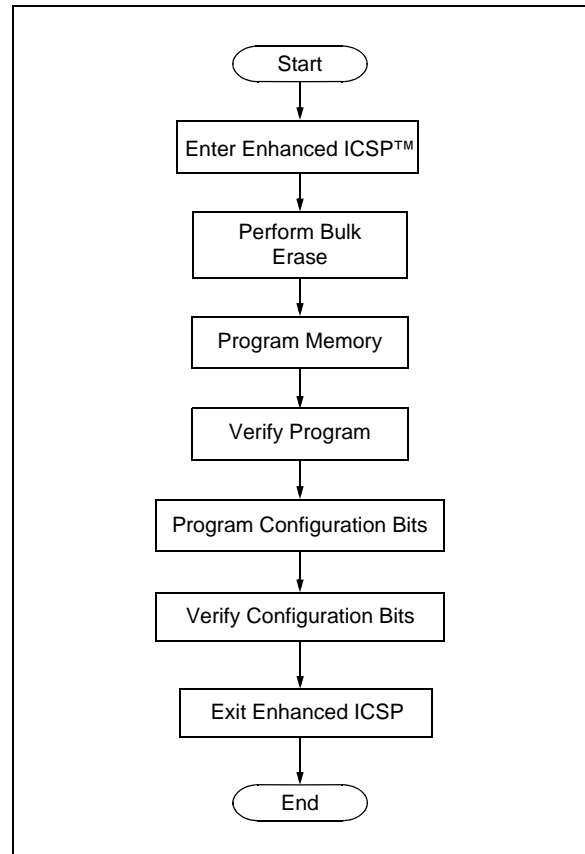 Start
Enter Enhanced ICSP™
Perform Bulk
Erase
Program Memory
Verify Program
Program Configuration Bits
Verify Configuration Bits
Exit Enhanced ICSP
End